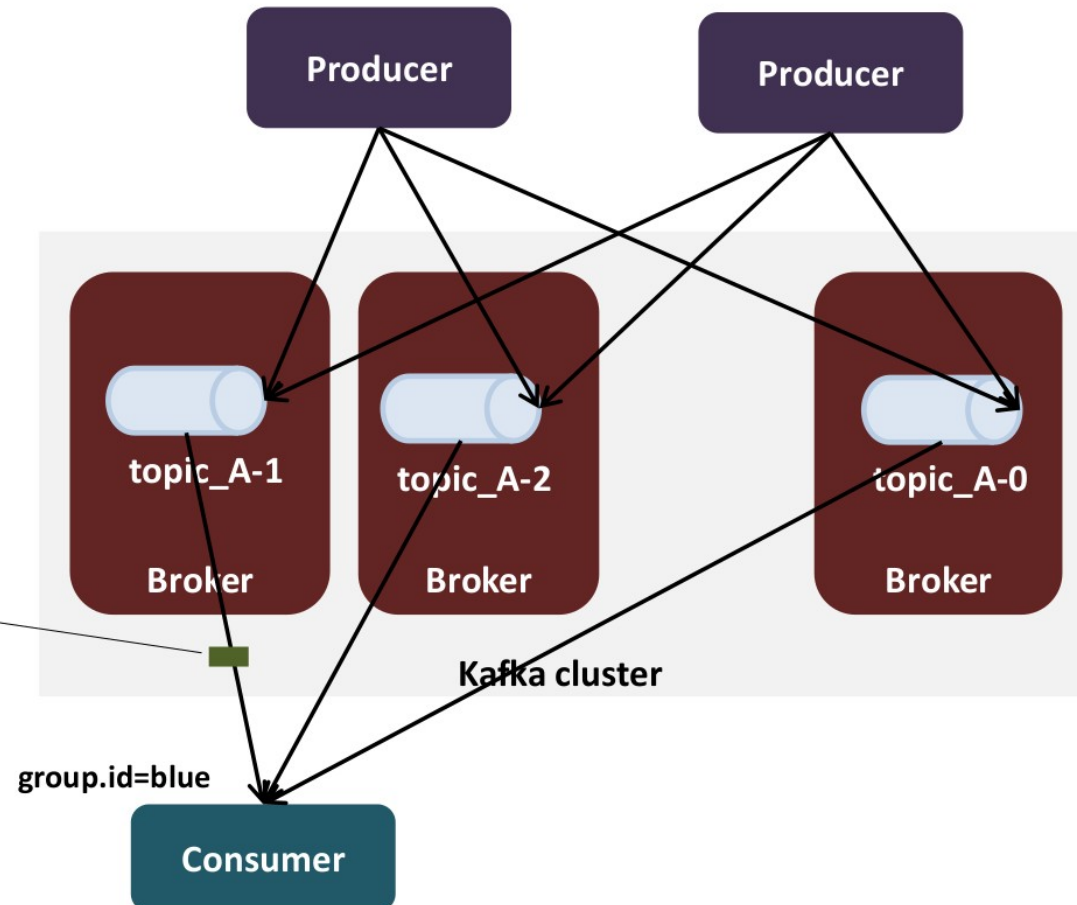 Producer
Producer
topic_A-1
topic_A-2
topic_A-0
Broker
Broker
Broker
Kafka cluster
group.id=blue
Consumer